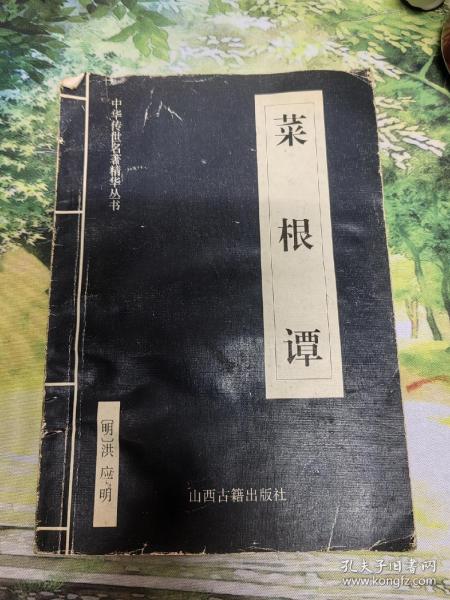 中华传世名著精华丛书
菜根谭
[明]洪应明
山西古籍出版社
孔夫子旧书网
www.kongfz.com